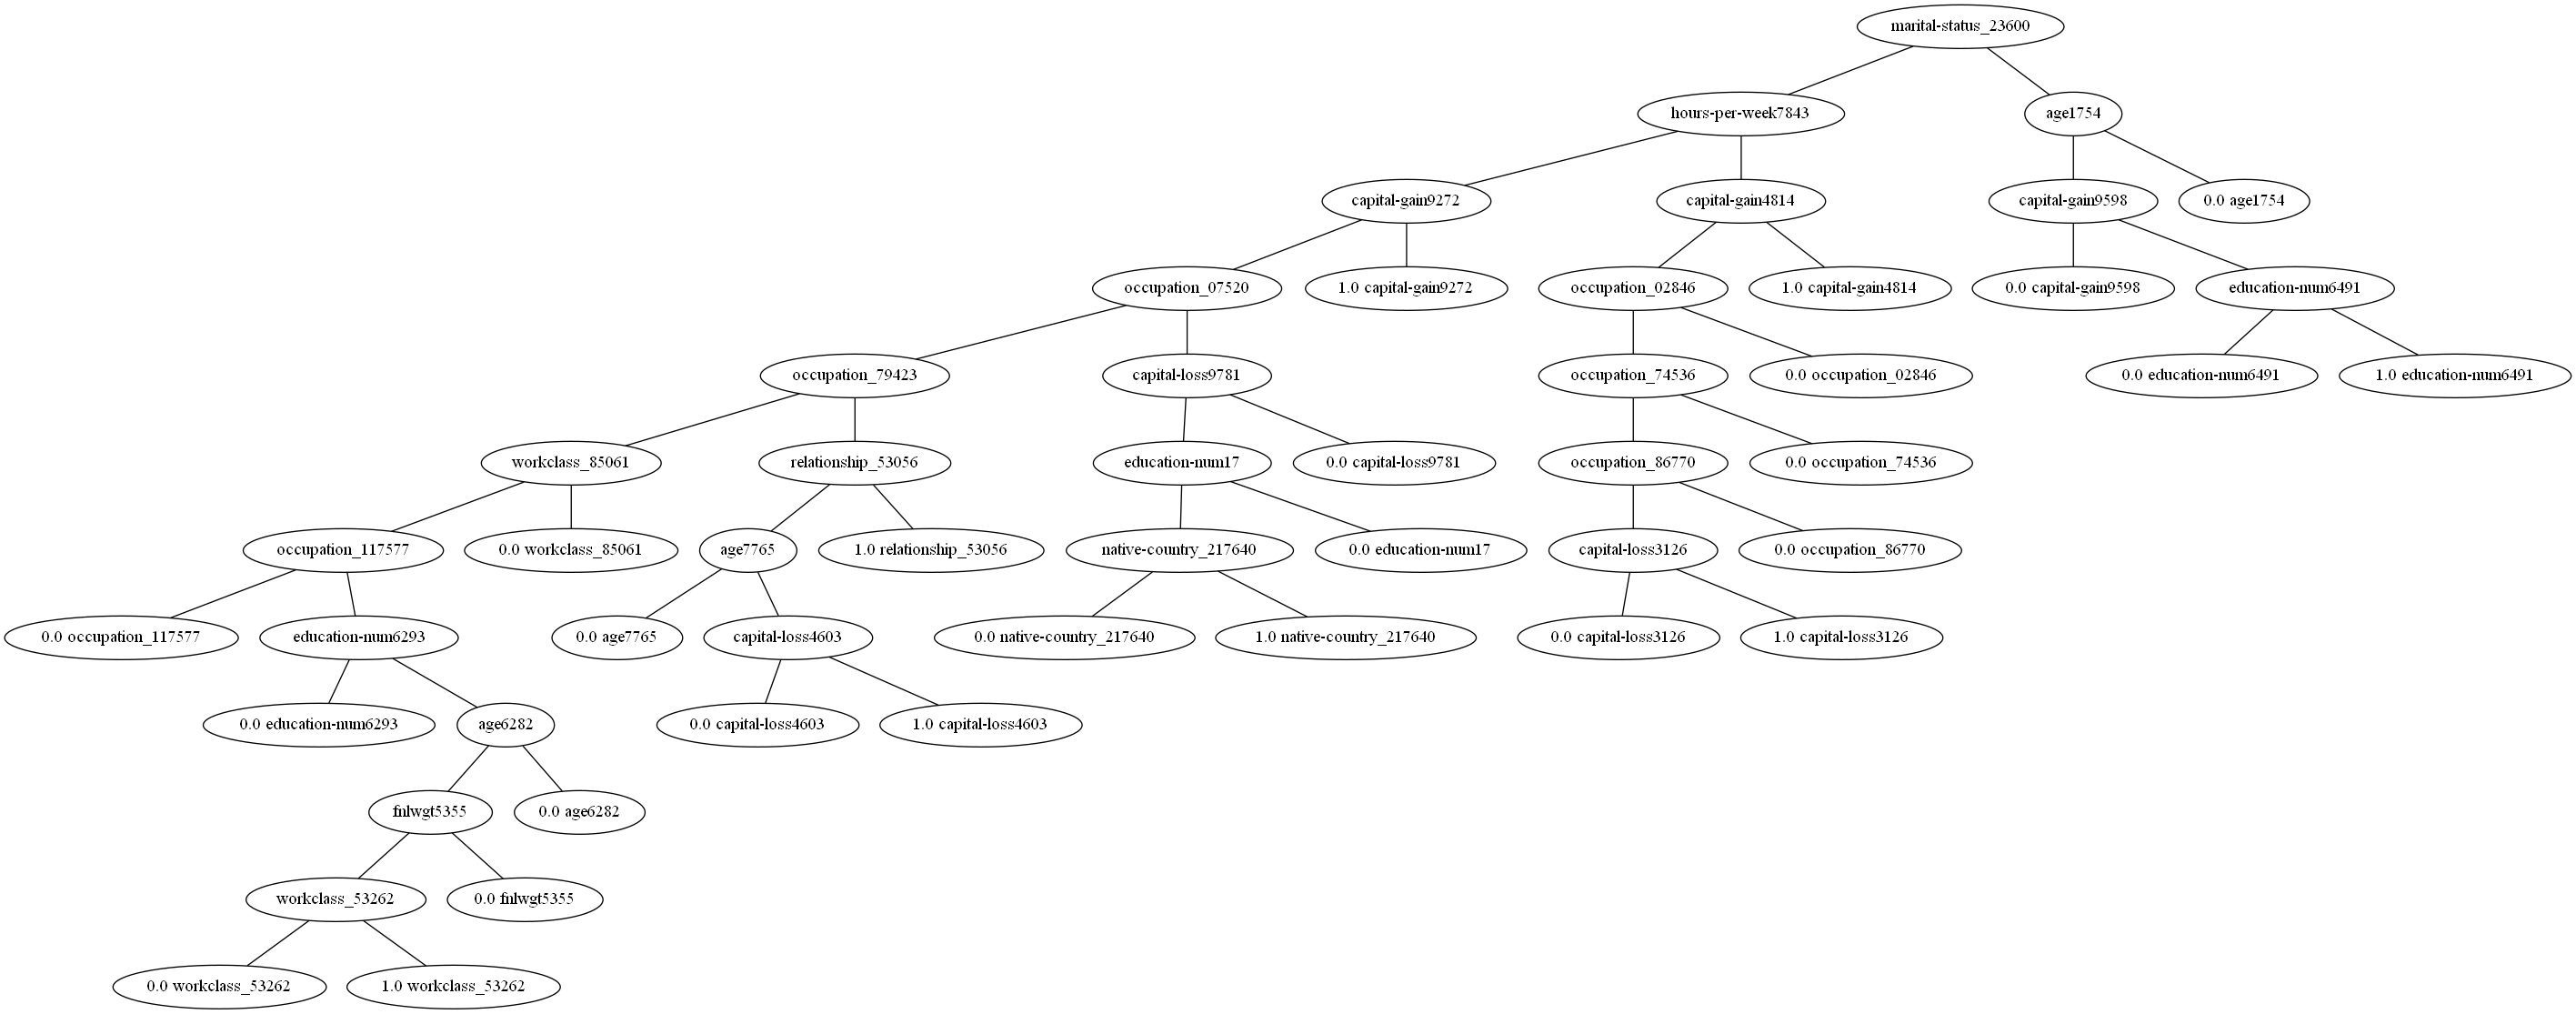 marital-status_23600
hours-per-week7843
age1754
capital-gain9272
capital-gain4814
capital-gain9598
0.0 age1754
occupation_07520
1.0 capital-gain9272
occupation_02846
1.0 capital-gain4814
0.0 capital-gain9598
education-num6491
occupation_79423
capital-loss9781
occupation_74536
0.0 occupation_02846
0.0 education-num6491
1.0 education-num6491
workclass_85061
relationship_53056
education-num17
0.0 capital-loss9781
occupation_86770
0.0 occupation_74536
occupation_117577
0.0 workclass_85061
age7765
1.0 relationship_53056
native-country_217640
0.0 education-num17
capital-loss3126
0.0 occupation_86770
0.0 occupation_117577
education-num6293
0.0 age7765
capital-loss4603
0.0 native-country_217640
1.0 native-country_217640
0.0 capital-loss3126
1.0 capital-loss3126
0.0 education-num6293
age6282
0.0 capital-loss4603
1.0 capital-loss4603
fnlwgt5355
0.0 age6282
workclass_53262
0.0 fnlwgt5355
0.0 workclass_53262
1.0 workclass_53262